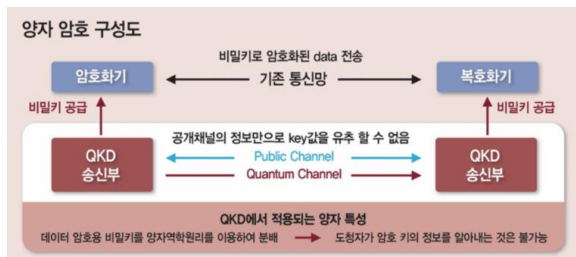 양자 암호 구성도
비밀키로 암호화된 data 전송
암호화기
기존 통신망
복호화기
비밀키 공급
비밀키 공급
공개채널의 정보만으로 key값을 유추 할 수 없음
QKD
송신부
Public Channel
Quantum Channel
QKD
송신부
QKD에서 적용되는 양자 특성
데이터 암호용 비밀키를 양자역학원리를 이용하여 분배 → 도청자가 암호 키의 정보를 알아내는 것은 불가능